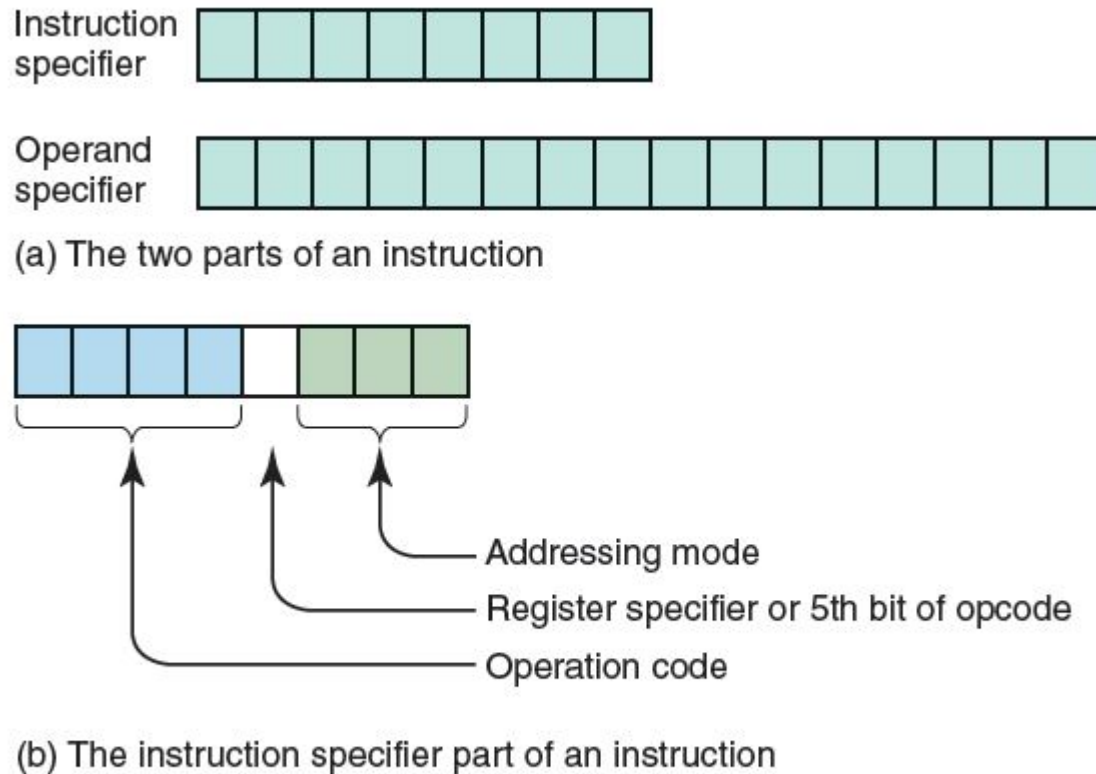 Instruction
specifier
Operand
specifier
(a) The two parts of an instruction
Addressing mode
Register specifier or 5th bit of opcode
Operation code
(b) The instruction specifier part of an instruction